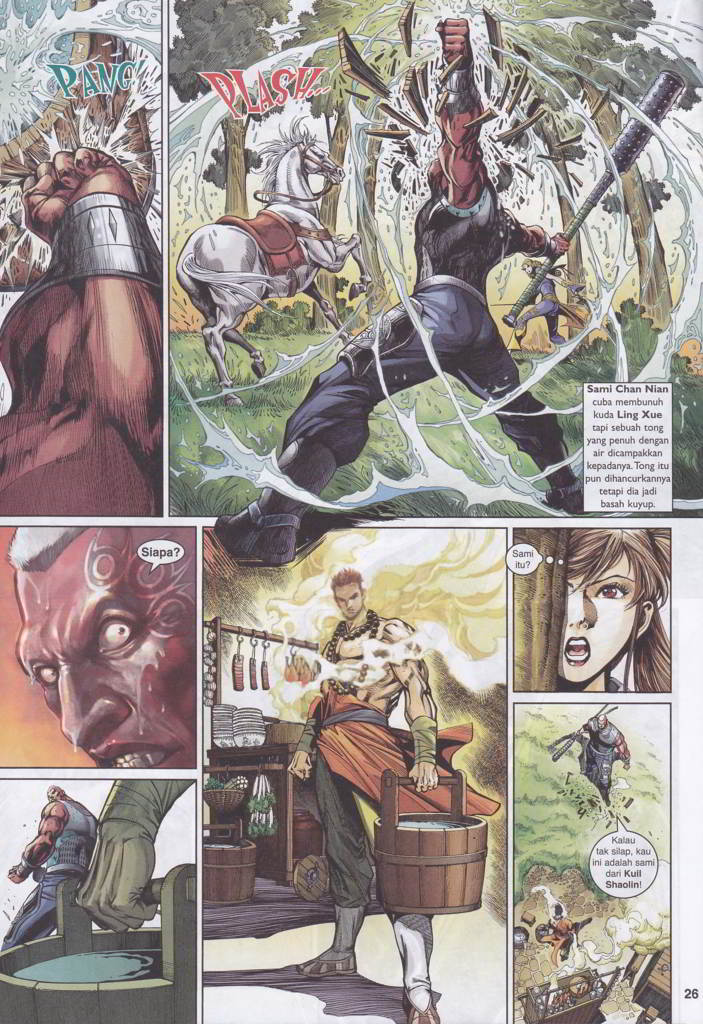 PANG
PLASH...
Sami Chan Nian
cuba membunuh
kuda Ling Xue
tapi sebuah tong
yang penuh dengan
air dicampakkan
kepadanya. Tong itu
pun dihancurkannya
tetapi dia jadi
basah kuyup.
Siapa?
Sami
itu?
Kalau
tak silap, kau
ini adalah sami
dari Kuil
Shaolin!
26